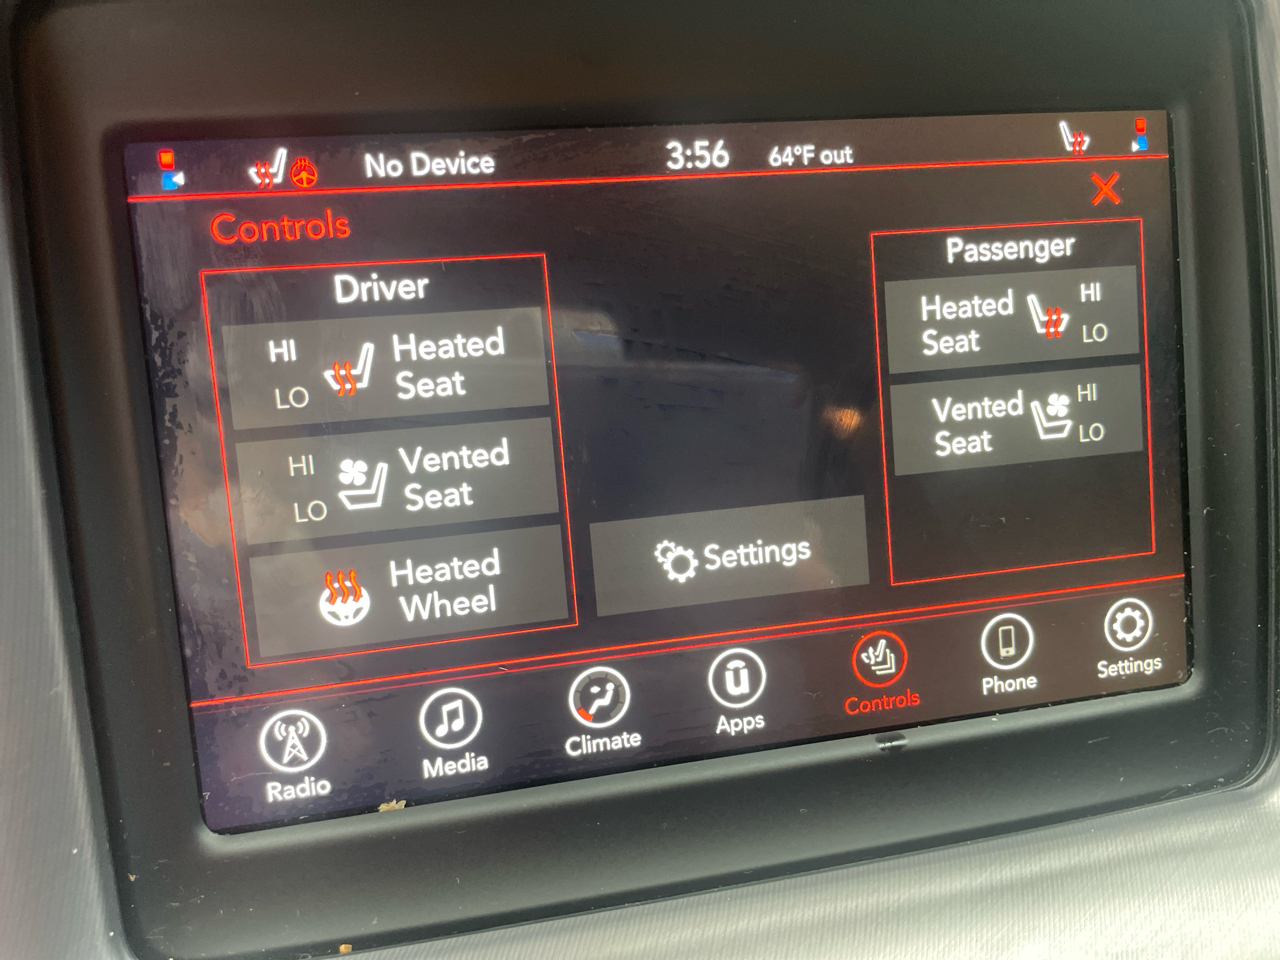 No Device 3:56 64°F out
Controls
Driver
HI
LO
Heated
Seat
HI
LO
Vented
Seat
Heated
Wheel
Settings
Passenger
Heated
Seat
HI
LO
Vented
Seat
HI
LO
Radio
Media
Climate
Apps
Controls
Phone
Settings